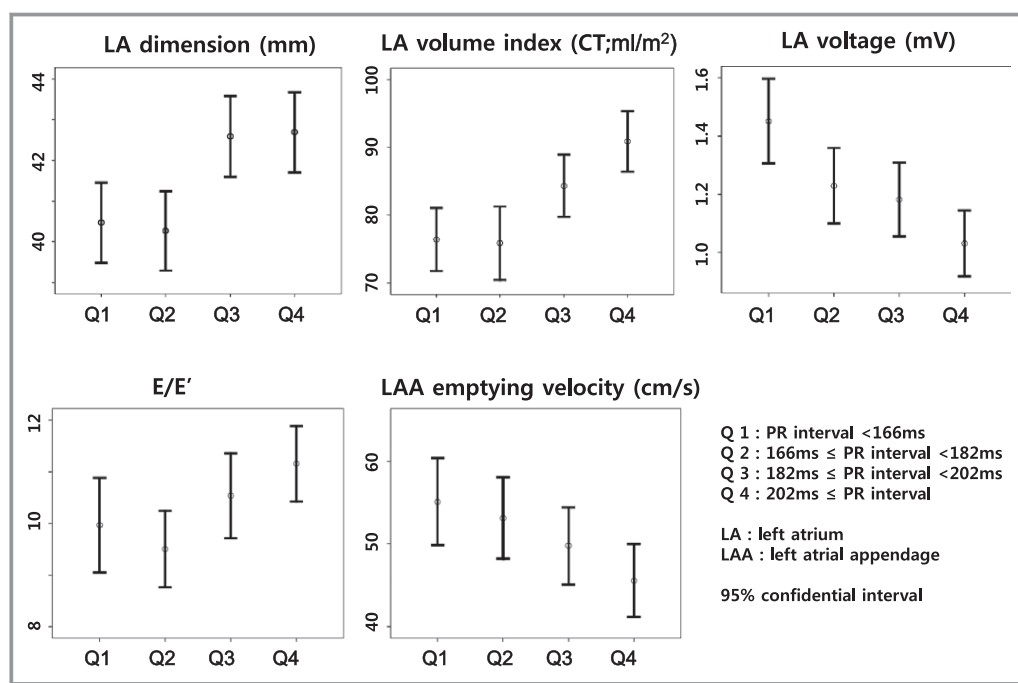 LA dimension (mm)
44
42
40
Q1 Q2 Q3 Q4
LA volume index (CT;ml/m²)
100
90
80
70
Q1 Q2 Q3 Q4
LA voltage (mV)
1.6
1.4
1.2
1.0
Q1 Q2 Q3 Q4
E/E’
12
10
8
Q1 Q2 Q3 Q4
LAA emptying velocity (cm/s)
60
50
40
Q1 Q2 Q3 Q4
Q 1 : PR interval <166ms
Q 2 : 166ms ≤ PR interval <182ms
Q 3 : 182ms ≤ PR interval <202ms
Q 4 : 202ms ≤ PR interval
LA : left atrium
LAA : left atrial appendage
95% confidential interval